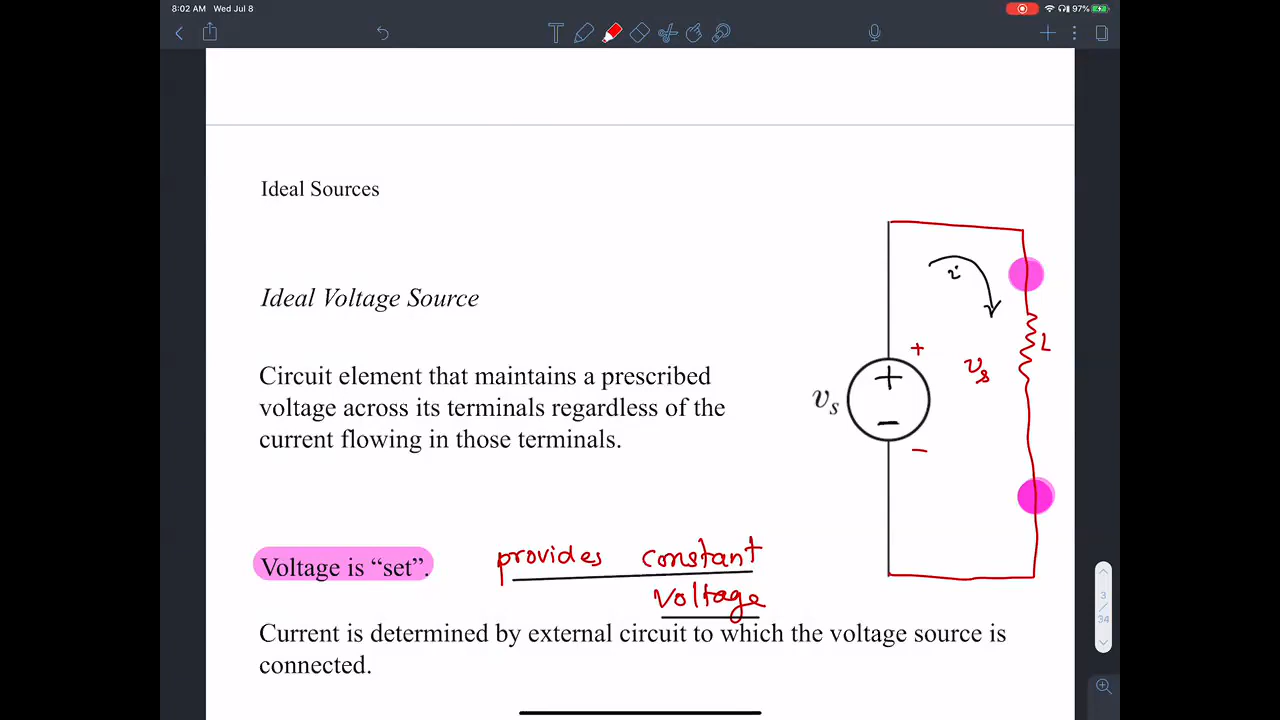 8:02 AM Wed Jul 8
97%
T
Ideal Sources
i
Ideal Voltage Source
+
L
Circuit element that maintains a prescribed
vs
+
voltage across its terminals regardless of the
vs
current flowing in those terminals.
−
−
provides constant
Voltage is “set”.
voltage
3
/
34
Current is determined by external circuit to which the voltage source is
connected.